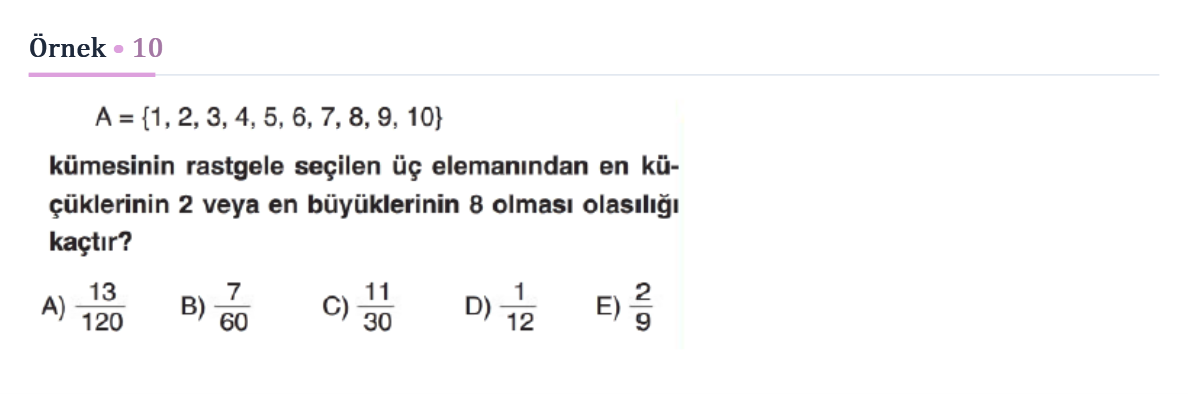 Örnek • 10
A = {1, 2, 3, 4, 5, 6, 7, 8, 9, 10}
kümesinin rastgele seçilen üç elemanından en kü-
çüklerinin 2 veya en büyüklerinin 8 olması olasılığı
kaçtır?
A) 13/120 B) 7/60 C) 11/30 D) 1/12 E) 2/9